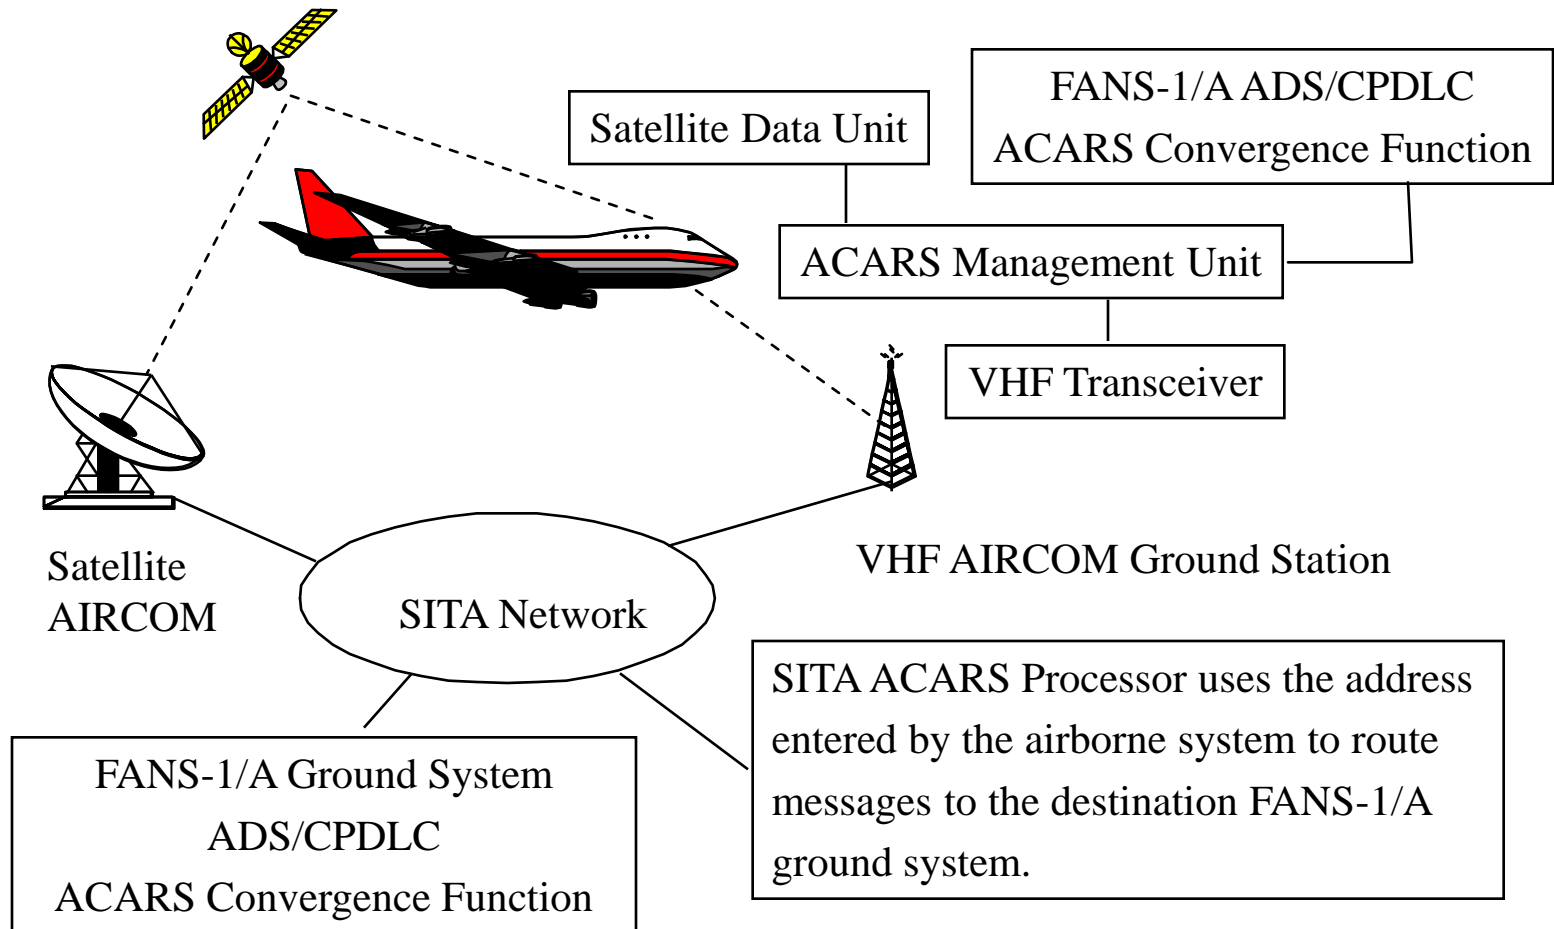 Satellite Data Unit
FANS-1/A ADS/CPDLC
ACARS Convergence Function
ACARS Management Unit
VHF Transceiver
Satellite
AIRCOM
VHF AIRCOM Ground Station
SITA Network
FANS-1/A Ground System
ADS/CPDLC
ACARS Convergence Function
SITA ACARS Processor uses the address
entered by the airborne system to route
messages to the destination FANS-1/A
ground system.